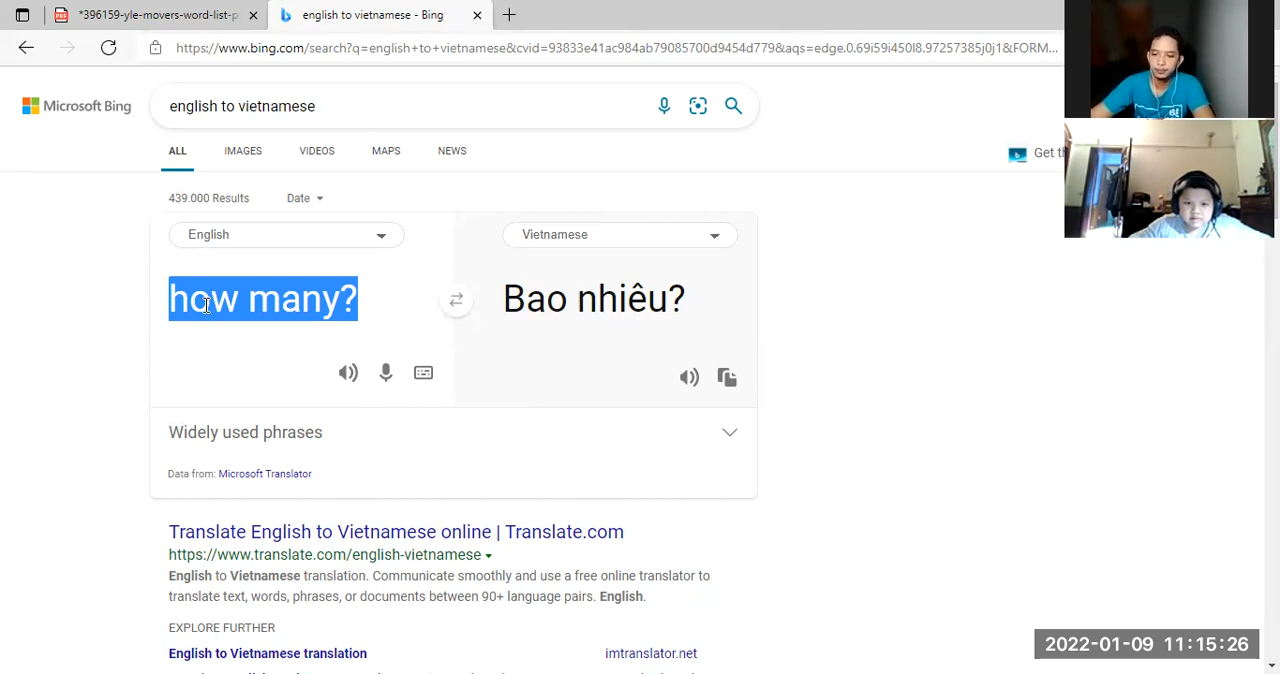 *396159-yle-movers-word-list-p
english to vietnamese - Bing
https://www.bing.com/search?q=english+to+vietnamese&cvid=93833e41ac984ab79085700d9454d779&aqs=edge.0.69i59i450l8.97257385j0j1&FORM...
Microsoft Bing
english to vietnamese
ALL
IMAGES
VIDEOS
MAPS
NEWS
Get th
439.000 Results
Date
English
Vietnamese
how many?
Bao nhiêu?
Widely used phrases
Data from: Microsoft Translator
Translate English to Vietnamese online | Translate.com
https://www.translate.com/english-vietnamese
English to Vietnamese translation. Communicate smoothly and use a free online translator to
translate text, words, phrases, or documents between 90+ language pairs. English.
EXPLORE FURTHER
English to Vietnamese translation
imtranslator.net
2022-01-09 11:15:26